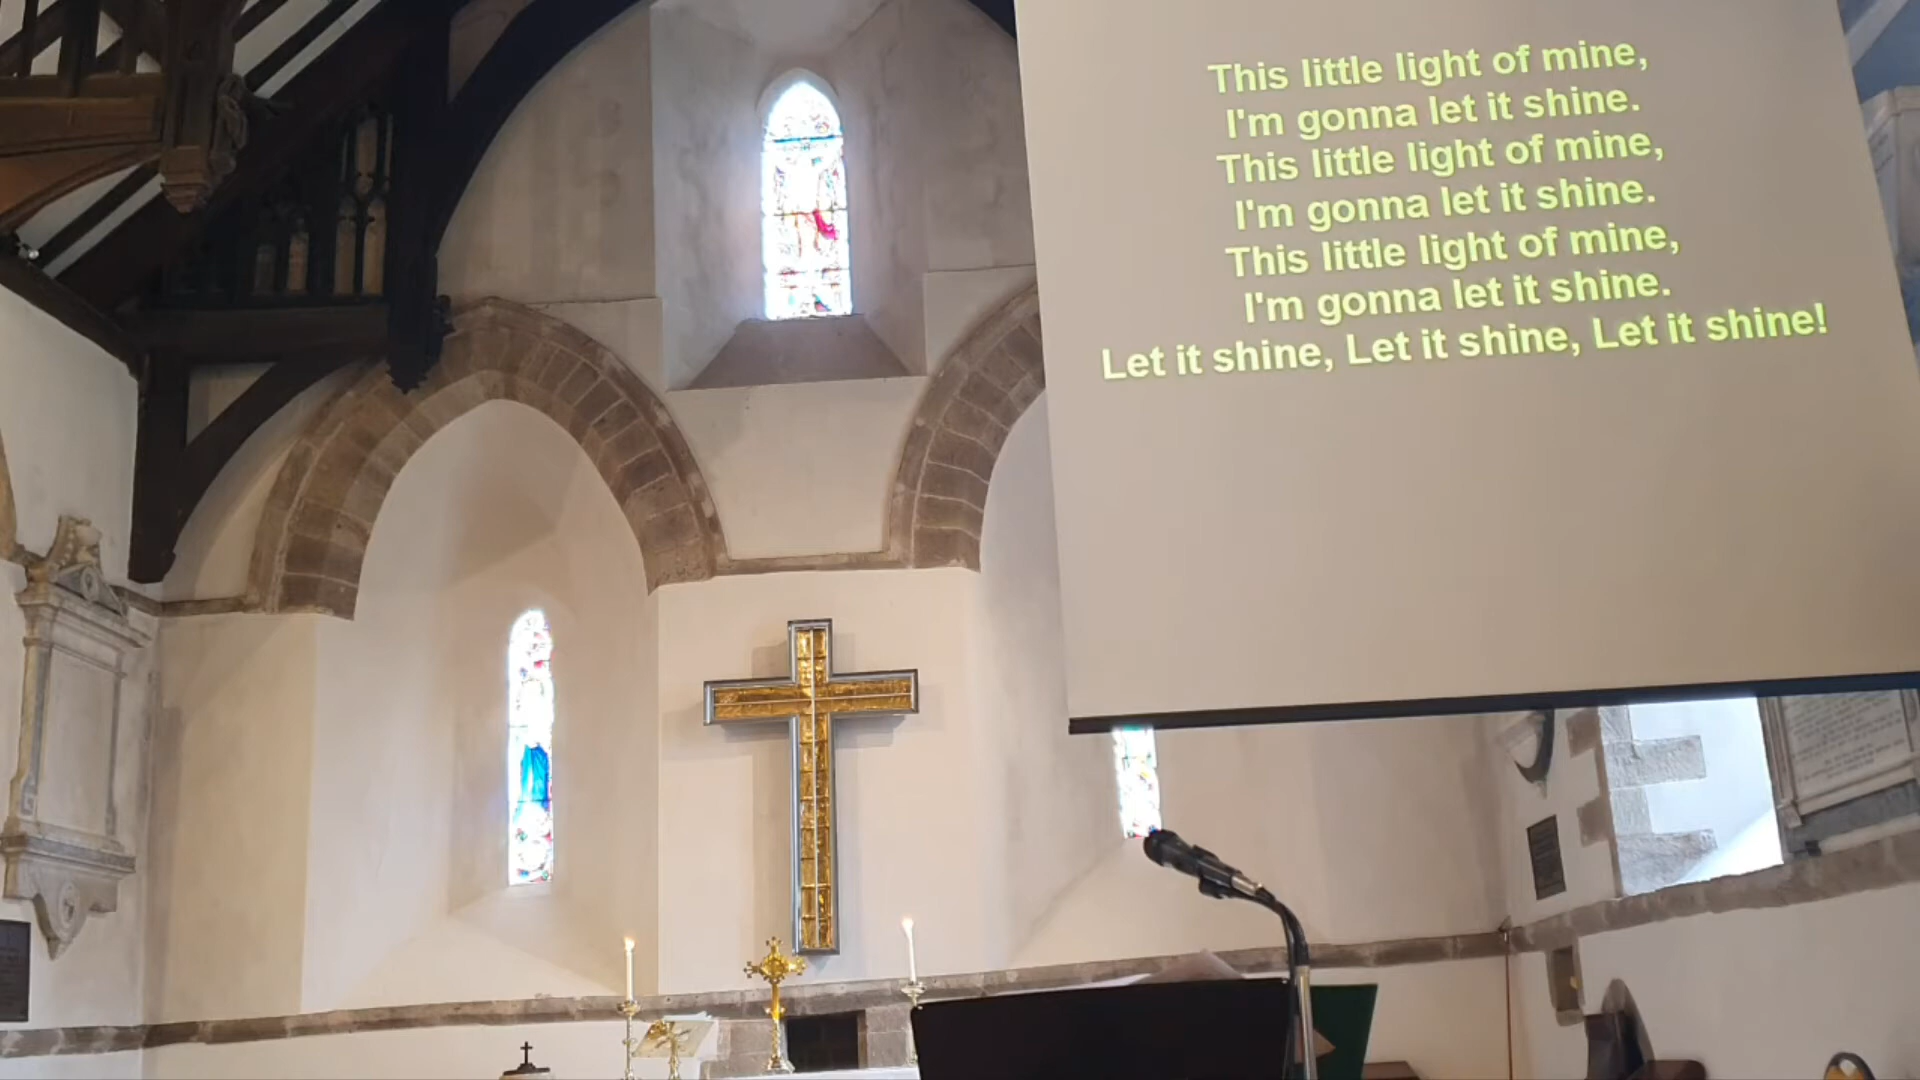 This little light of mine,
I'm gonna let it shine.
This little light of mine,
I'm gonna let it shine.
This little light of mine,
I'm gonna let it shine.
Let it shine, Let it shine, Let it shine!